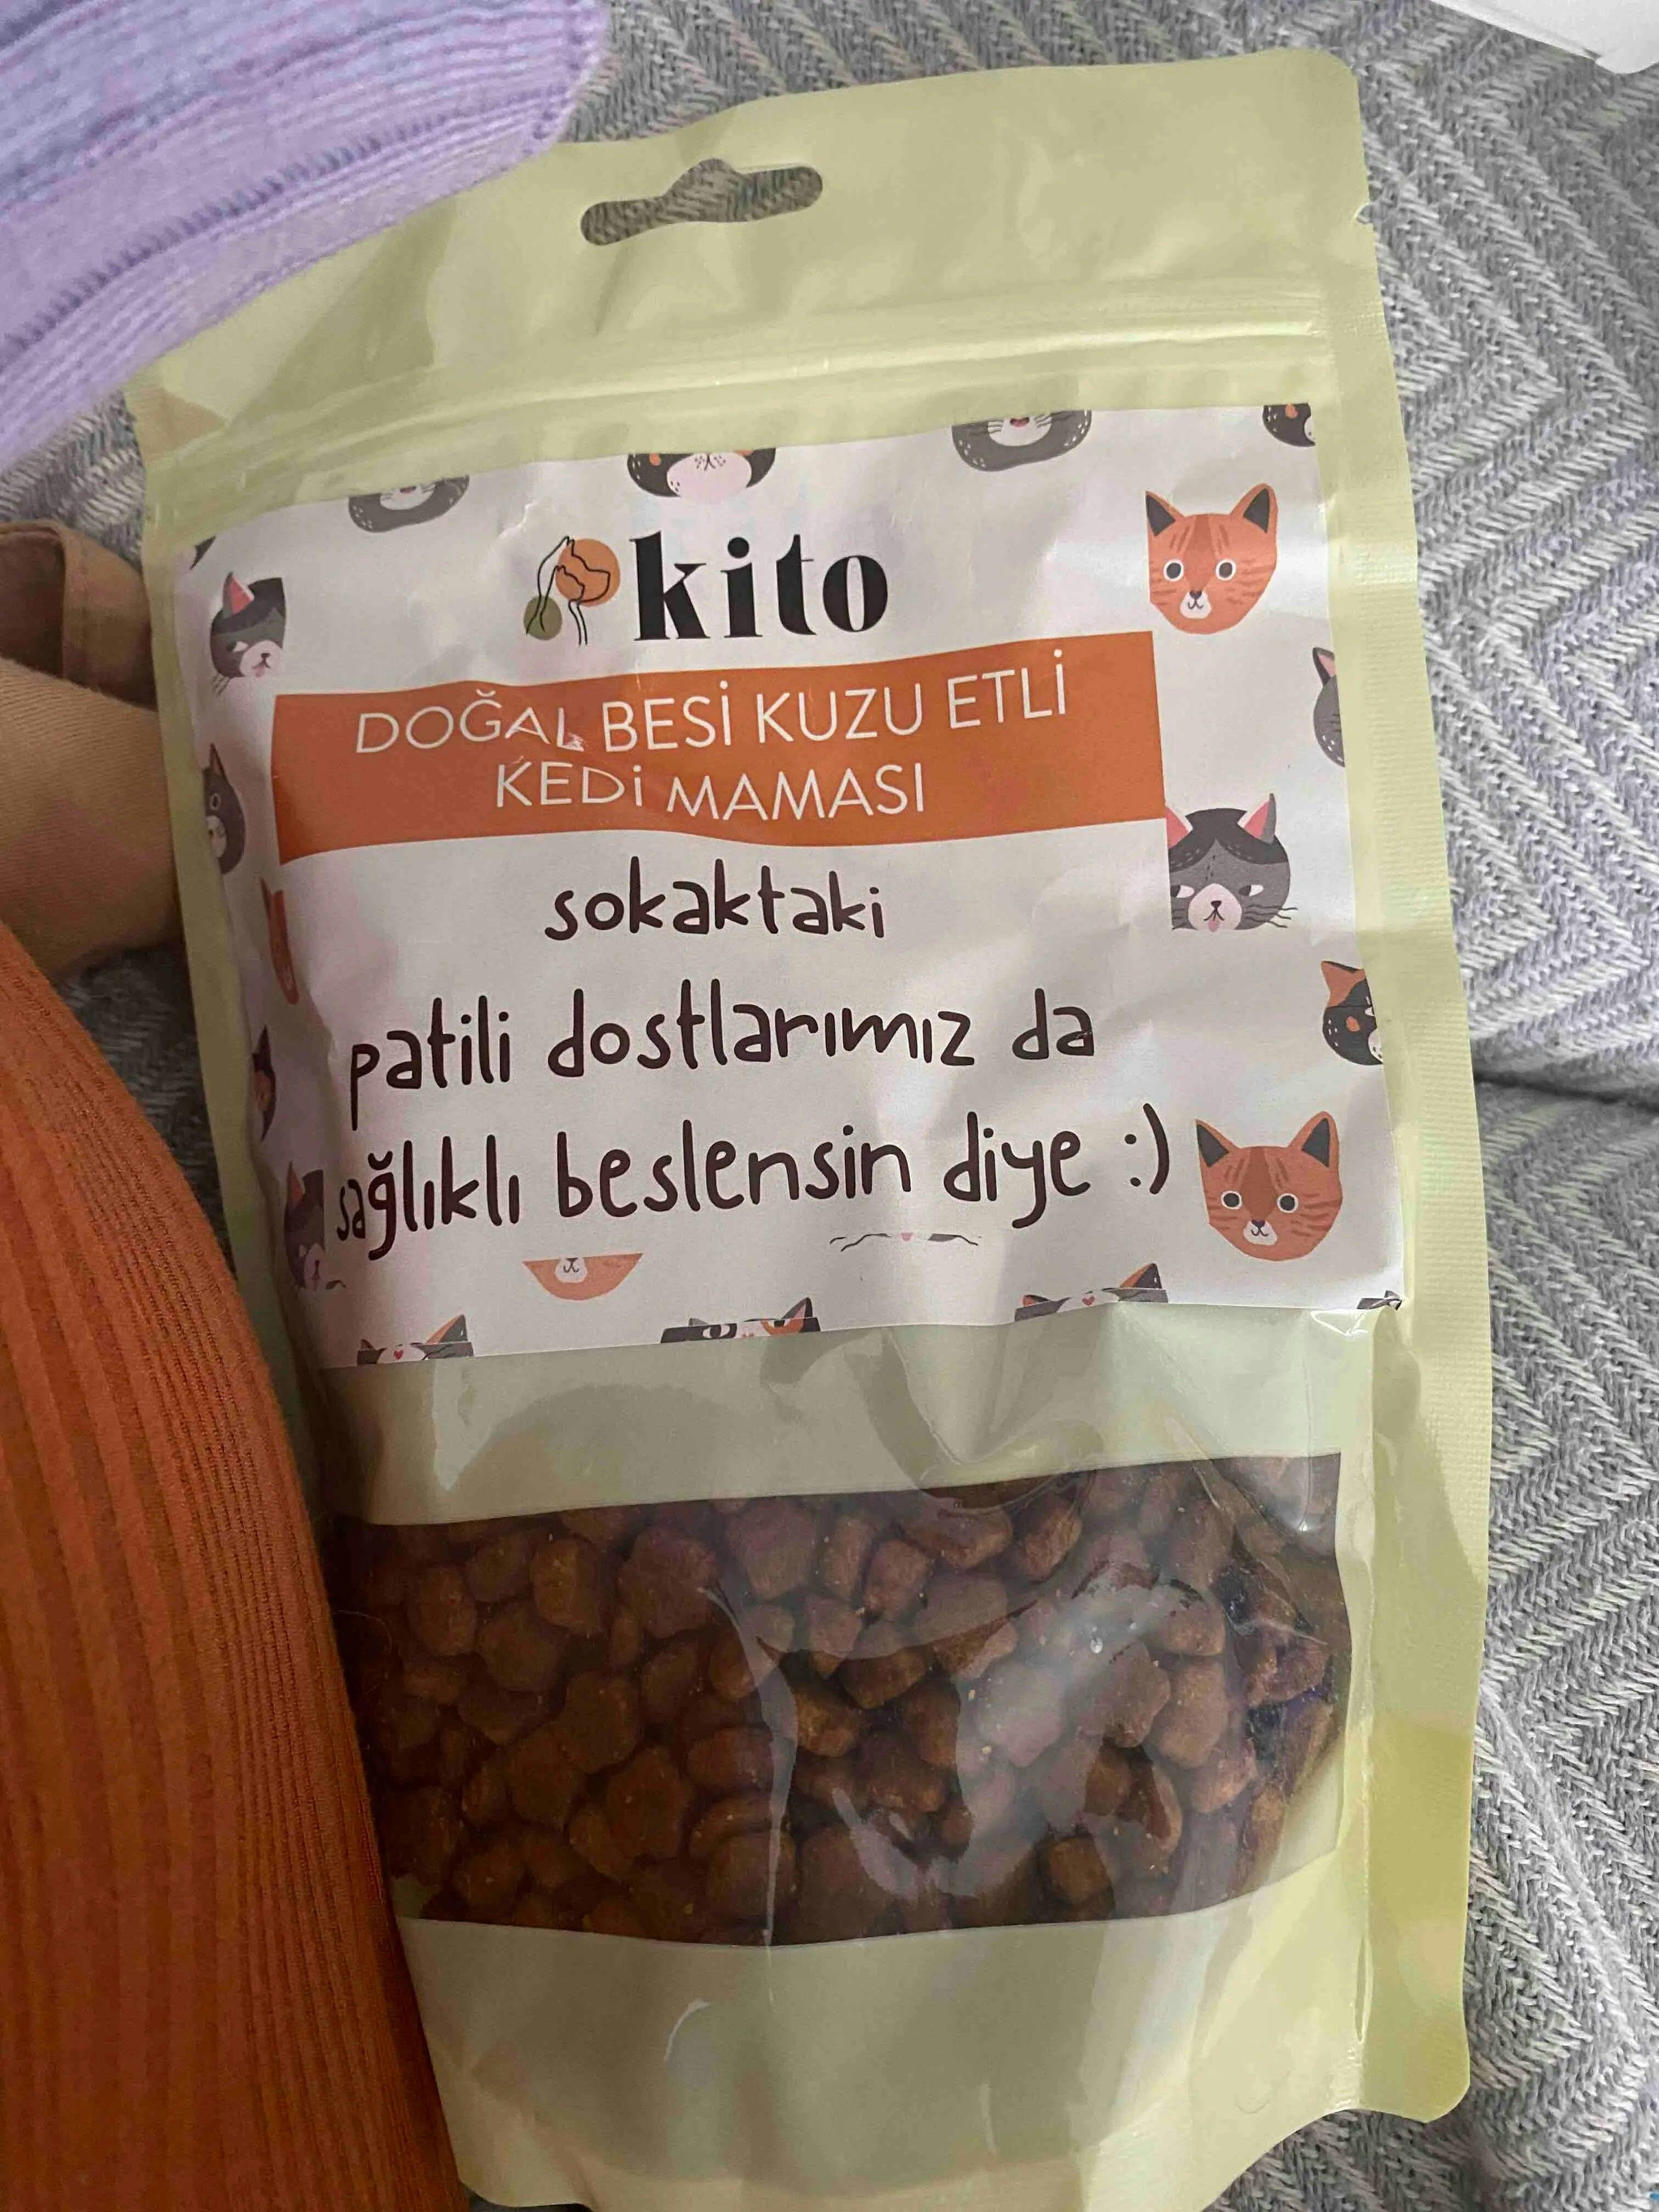 kito
DOĞAL BESİ KUZU ETLİ
KEDİ MAMASI
sokaktaki
patili dostlarımız da
sağlıklı beslensin diye :)